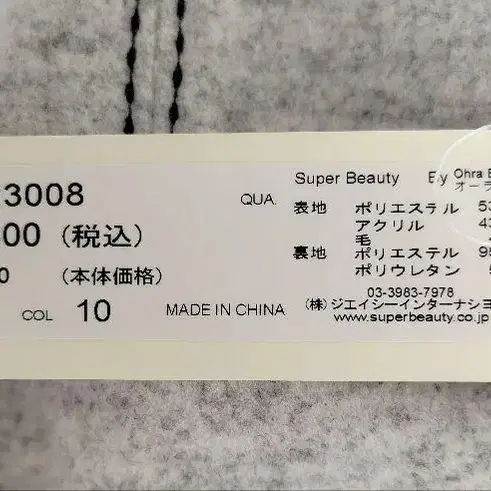 3008
00 (税込)
0 (本体価格)
COL 10
MADE IN CHINA
QUA.
Super Beauty By Ohra
オーラ
表地 ポリエステル
アクリル
毛
裏地 ポリエステル
ポリウレタン
03-3983-7978
(株)ジェイシーインターナショ
www.superbeauty.co.jp